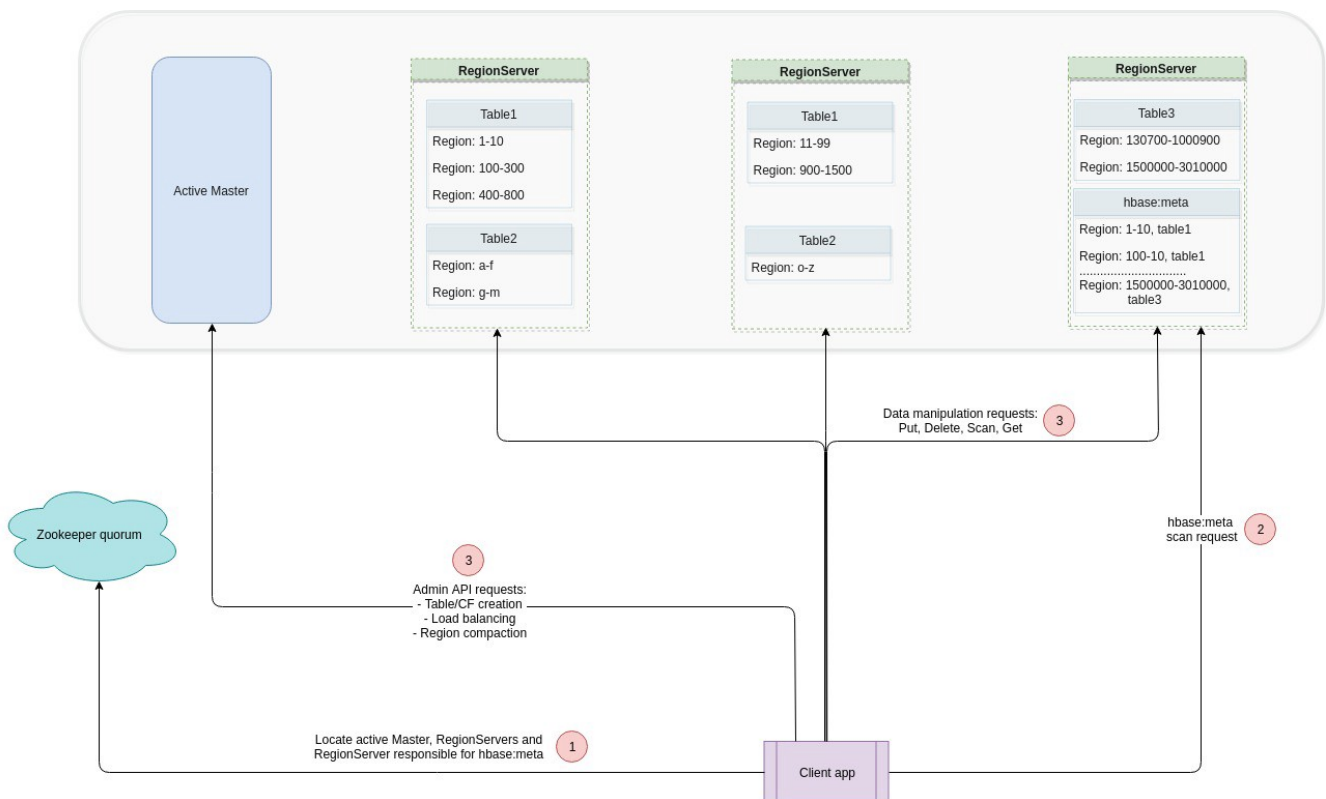 RegionServer
RegionServer
RegionServer
Active Master
Table1
Region: 1-10
Region: 100-300
Region: 400-800
Table2
Region: a-f
Region: g-m
Table1
Region: 11-99
Region: 900-1500
Table2
Region: o-z
Table3
Region: 130700-1000900
Region: 1500000-3010000
hbase:meta
Region: 1-10, table1
Region: 100-10, table1
...............................
Region: 1500000-3010000,
table3
Data manipulation requests:
Put, Delete, Scan, Get
3
Zookeeper quorum
hbase:meta
scan request
2
3
Admin API requests:
- Table/CF creation
- Load balancing
- Region compaction
Locate active Master, RegionServers and
RegionServer responsible for hbase:meta
1
Client app